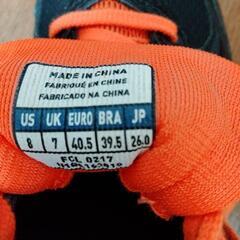 MADE IN CHINA
FABRIQUÉ EN CHINE
FABRICADO NA CHINA
US UK EURO BRA JP
8 7 40.5 39.5 26.0
FCL 0217